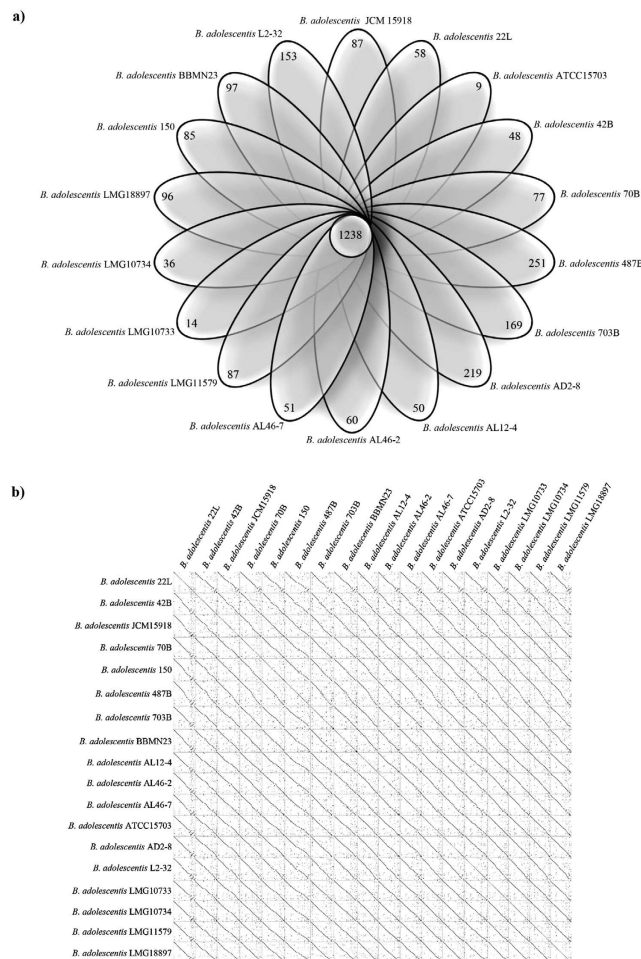 a)
B. adolescentis JCM 15918
B. adolescentis L2-32
B. adolescentis 22L
B. adolescentis BBMN23
B. adolescentis ATCC15703
B. adolescentis 150
B. adolescentis 42B
B. adolescentis LMG18897
B. adolescentis 70B
B. adolescentis LMG10734
B. adolescentis 487B
B. adolescentis LMG10733
B. adolescentis 703B
B. adolescentis LMG11579
B. adolescentis AD2-8
B. adolescentis AL46-7
B. adolescentis AL12-4
B. adolescentis AL46-2
87
153
58
97
9
85
48
96
77
1238
36
251
14
169
87
219
51
50
60
b)
B. adolescentis 22L
B. adolescentis 42B
B. adolescentis JCM15918
B. adolescentis 70B
B. adolescentis 150
B. adolescentis 487B
B. adolescentis 703B
B. adolescentis BBMN23
B. adolescentis AL12-4
B. adolescentis AL46-2
B. adolescentis AL46-7
B. adolescentis ATCC15703
B. adolescentis AD2-8
B. adolescentis L2-32
B. adolescentis LMG10733
B. adolescentis LMG10734
B. adolescentis LMG11579
B. adolescentis LMG18897
B. adolescentis 22L
B. adolescentis 42B
B. adolescentis JCM15918
B. adolescentis 70B
B. adolescentis 150
B. adolescentis 487B
B. adolescentis 703B
B. adolescentis BBMN23
B. adolescentis AL12-4
B. adolescentis AL46-2
B. adolescentis AL46-7
B. adolescentis ATCC15703
B. adolescentis AD2-8
B. adolescentis L2-32
B. adolescentis LMG10733
B. adolescentis LMG10734
B. adolescentis LMG11579
B. adolescentis LMG18897